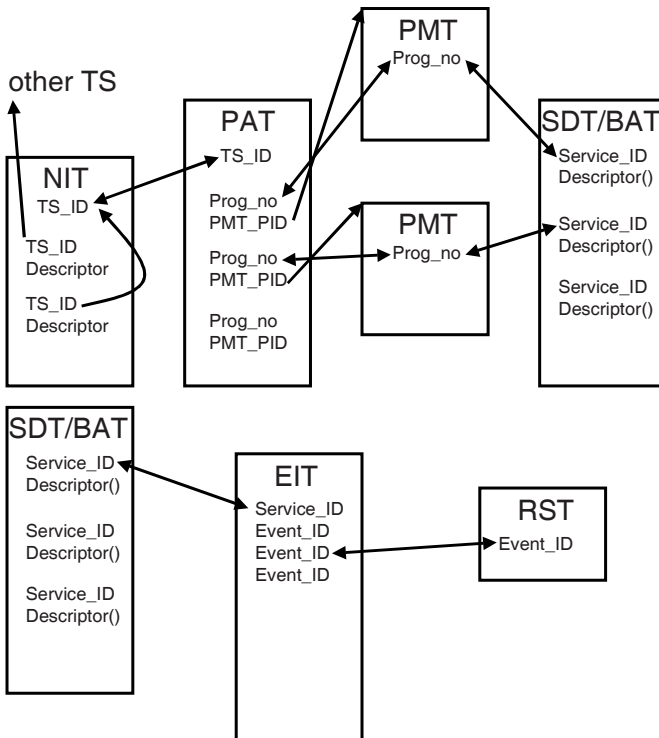 other TS
NIT
TS_ID
TS_ID
Descriptor
TS_ID
Descriptor
PAT
TS_ID
Prog_no
PMT_PID
Prog_no
PMT_PID
Prog_no
PMT_PID
PMT
Prog_no
PMT
Prog_no
SDT/BAT
Service_ID
Descriptor()
Service_ID
Descriptor()
Service_ID
Descriptor()
SDT/BAT
Service_ID
Descriptor()
Service_ID
Descriptor()
Service_ID
Descriptor()
EIT
Service_ID
Event_ID
Event_ID
Event_ID
RST
Event_ID